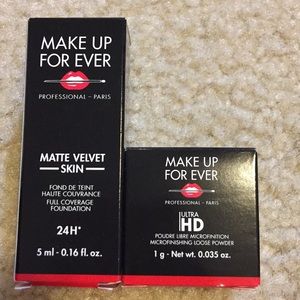 MAKE UP
FOR EVER
PROFESSIONAL - PARIS
MATTE VELVET
SKIN
FOND DE TEINT
HAUTE COUVRANCE
FULL COVERAGE
FOUNDATION
24H*
5 ml - 0.16 fl. oz.
MAKE UP
FOR EVER
PROFESSIONAL - PARIS
ULTRA
HD
POUDRE LIBRE MICROFINITION
MICROFINISHING LOOSE POWDER
1 g - Net wt. 0.035 oz.